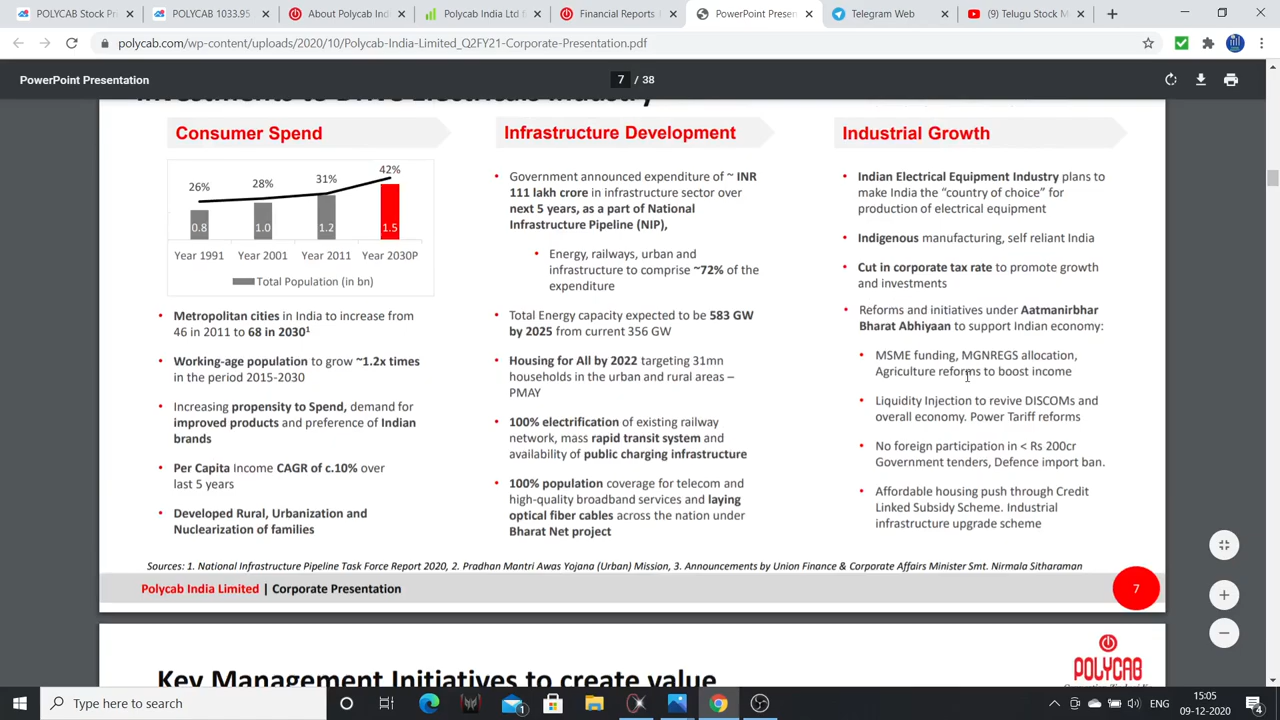 POLYCAB Stock Pri
POLYCAB 1033.95
About Polycab Ind
Polycab India Ltd f
Financial Reports |
PowerPoint Presen
Telegram Web
(9) Telugu Stock M
polycab.com/wp-content/uploads/2020/10/Polycab-India-Limited_Q2FY21-Corporate-Presentation.pdf
PowerPoint Presentation
7 / 38
Investments to Drive Electricals Industry
Consumer Spend
26%
28%
31%
42%
0.8
1.0
1.2
1.5
Year 1991
Year 2001
Year 2011
Year 2030P
Total Population (in bn)
• Metropolitan cities in India to increase from
46 in 2011 to 68 in 2030¹
• Working-age population to grow ~1.2x times
in the period 2015-2030
• Increasing propensity to Spend, demand for
improved products and preference of Indian
brands
• Per Capita Income CAGR of c.10% over
last 5 years
• Developed Rural, Urbanization and
Nuclearization of families
Infrastructure Development
• Government announced expenditure of ~ INR
111 lakh crore in infrastructure sector over
next 5 years, as a part of National
Infrastructure Pipeline (NIP),
• Energy, railways, urban and
infrastructure to comprise ~72% of the
expenditure
• Total Energy capacity expected to be 583 GW
by 2025 from current 356 GW
• Housing for All by 2022 targeting 31mn
households in the urban and rural areas –
PMAY
• 100% electrification of existing railway
network, mass rapid transit system and
availability of public charging infrastructure
• 100% population coverage for telecom and
high-quality broadband services and laying
optical fiber cables across the nation under
Bharat Net project
Industrial Growth
• Indian Electrical Equipment Industry plans to
make India the “country of choice” for
production of electrical equipment
• Indigenous manufacturing, self reliant India
• Cut in corporate tax rate to promote growth
and investments
• Reforms and initiatives under Aatmanirbhar
Bharat Abhiyaan to support Indian economy:
• MSME funding, MGNREGS allocation,
Agriculture reforms to boost income
• Liquidity Injection to revive DISCOMs and
overall economy. Power Tariff reforms
• No foreign participation in < Rs 200cr
Government tenders, Defence import ban.
• Affordable housing push through Credit
Linked Subsidy Scheme. Industrial
infrastructure upgrade scheme
Sources: 1. National Infrastructure Pipeline Task Force Report 2020, 2. Pradhan Mantri Awas Yojana (Urban) Mission, 3. Announcements by Union Finance & Corporate Affairs Minister Smt. Nirmala Sitharaman
Polycab India Limited | Corporate Presentation
7
Key Management Initiatives to create value
POLYCAB
Type here to search
1
ENG
15:05
09-12-2020
4